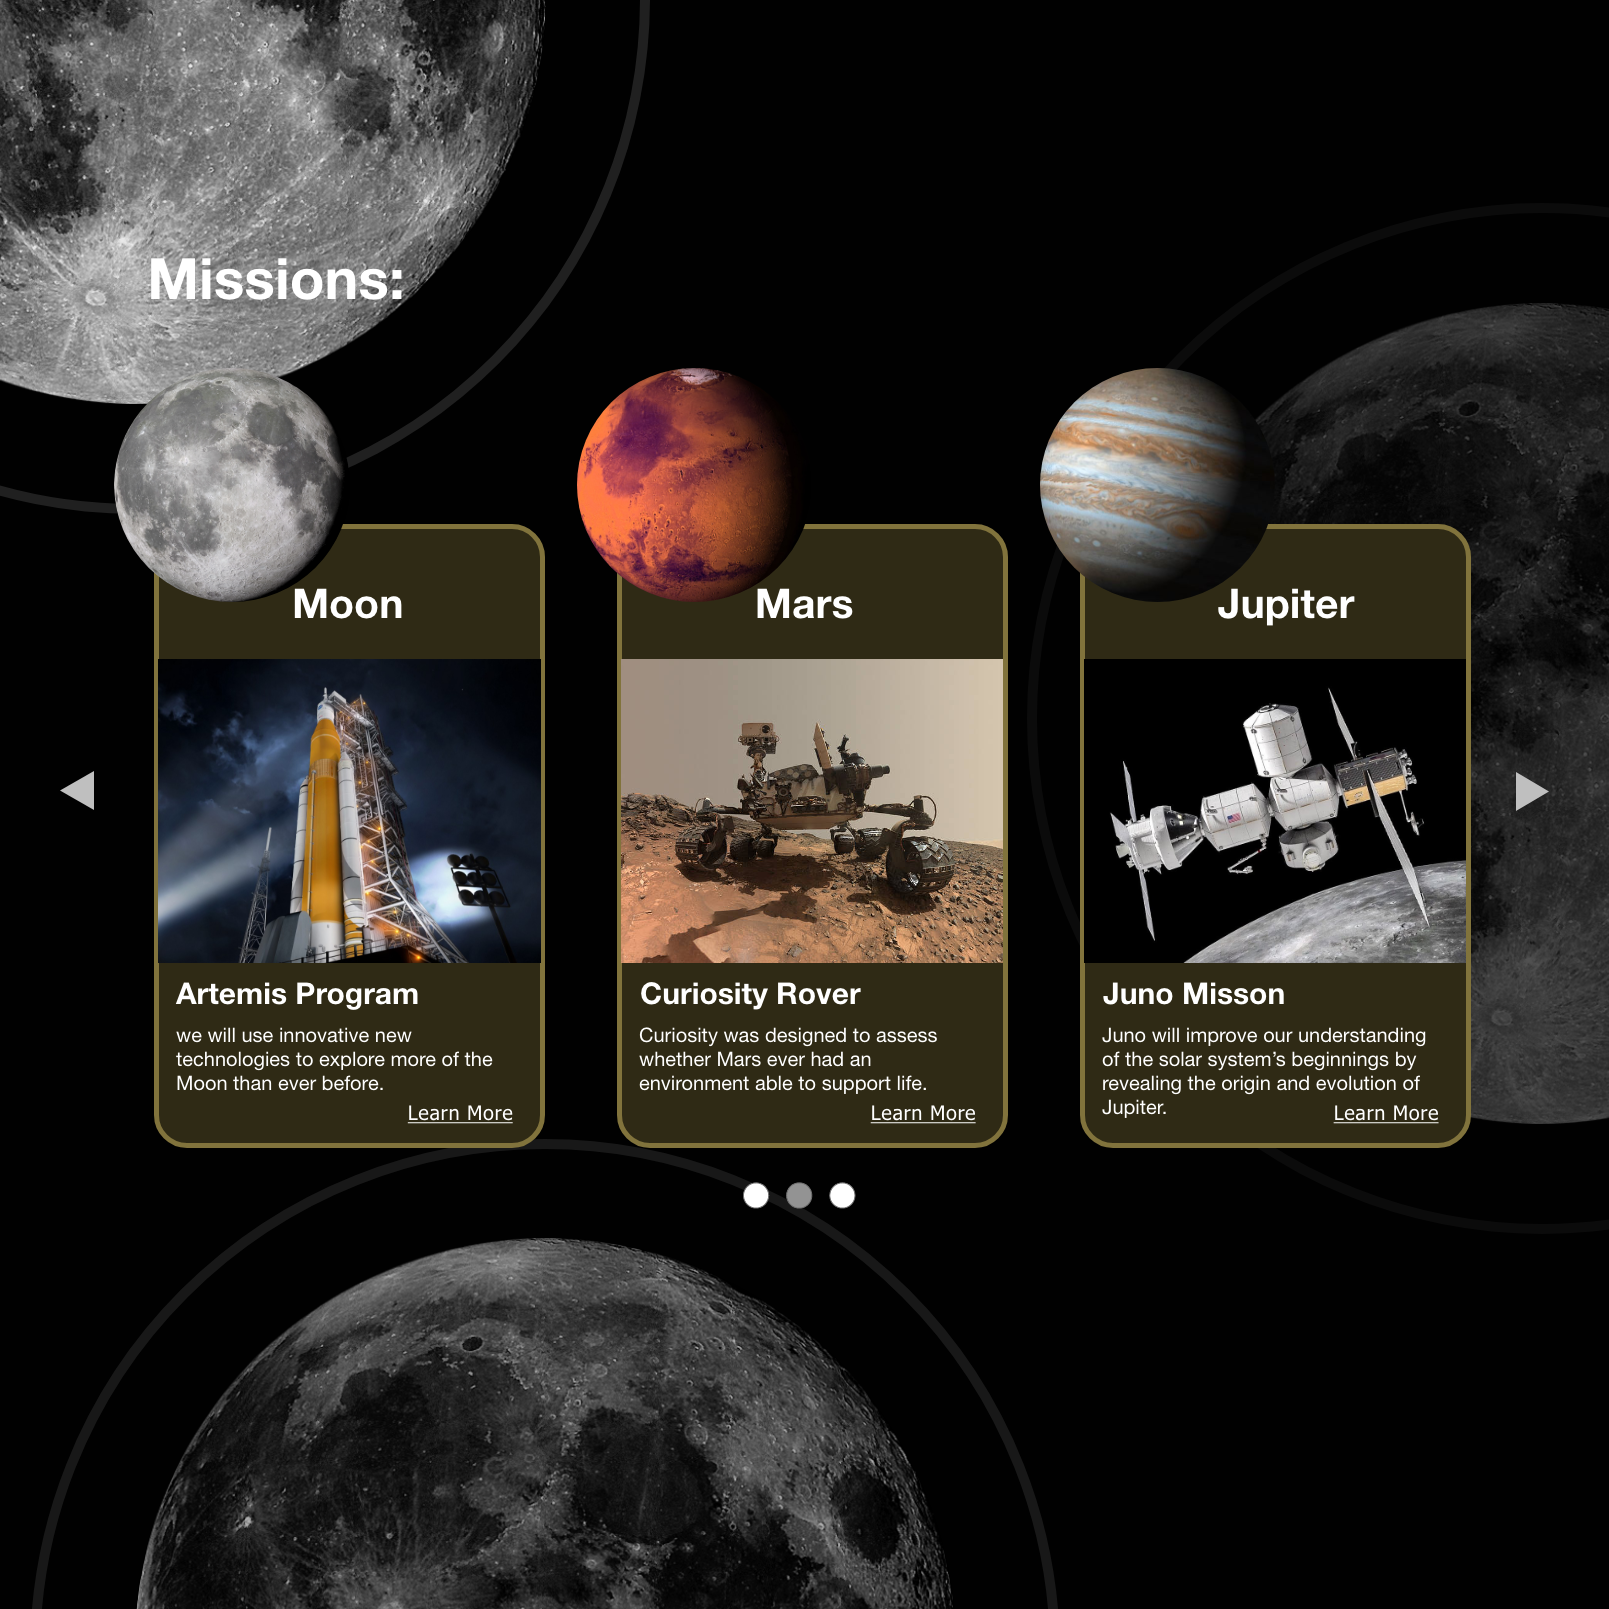 Missions:
Moon
Mars
Jupiter
Artemis Program
we will use innovative new
technologies to explore more of the
Moon than ever before.
Learn More
Curiosity Rover
Curiosity was designed to assess
whether Mars ever had an
environment able to support life.
Learn More
Juno Misson
Juno will improve our understanding
of the solar system’s beginnings by
revealing the origin and evolution of
Jupiter.
Learn More